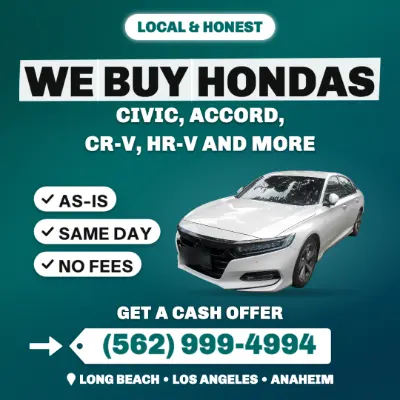 LOCAL & HONEST
WE BUY HONDAS
CIVIC, ACCORD,
CR-V, HR-V AND MORE
AS-IS
SAME DAY
NO FEES
GET A CASH OFFER
(562) 999-4994
LONG BEACH • LOS ANGELES • ANAHEIM